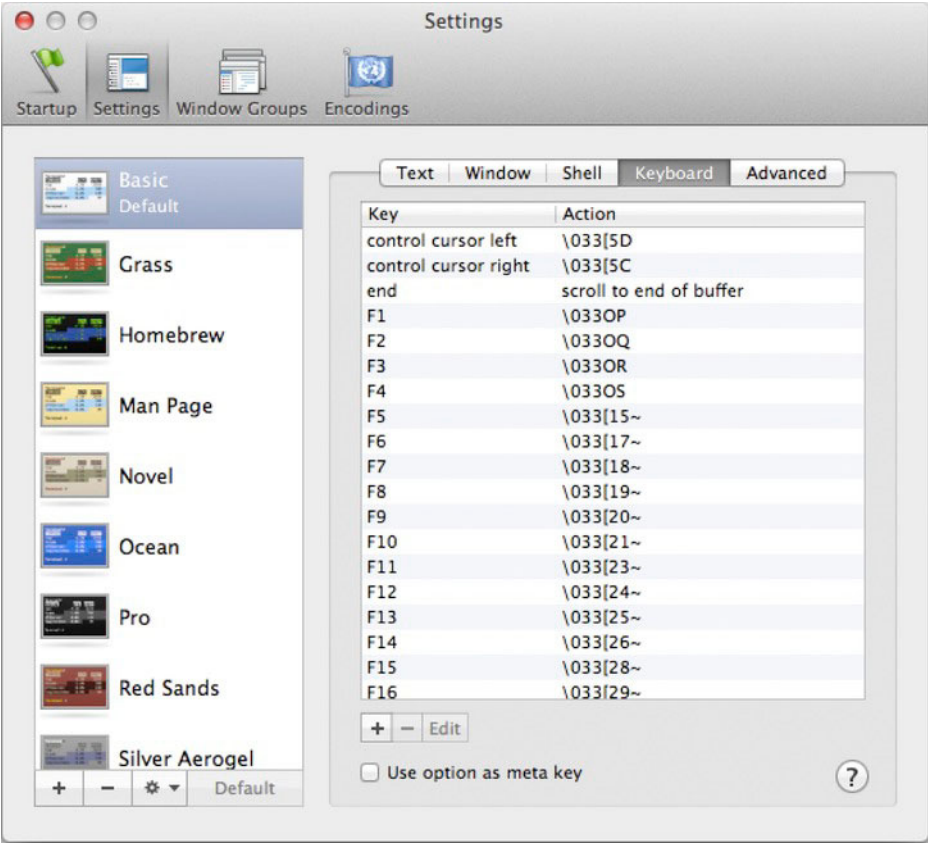 Settings
Startup Settings Window Groups Encodings
Basic
Default
Grass
Homebrew
Man Page
Novel
Ocean
Pro
Red Sands
Silver Aerogel
+ − Default
Text Window Shell Keyboard Advanced
Key Action
control cursor left \033[5D
control cursor right \033[5C
end scroll to end of buffer
F1 \033OP
F2 \033OQ
F3 \033OR
F4 \033OS
F5 \033[15~
F6 \033[17~
F7 \033[18~
F8 \033[19~
F9 \033[20~
F10 \033[21~
F11 \033[23~
F12 \033[24~
F13 \033[25~
F14 \033[26~
F15 \033[28~
F16 \033[29~
+ − Edit
Use option as meta key
?